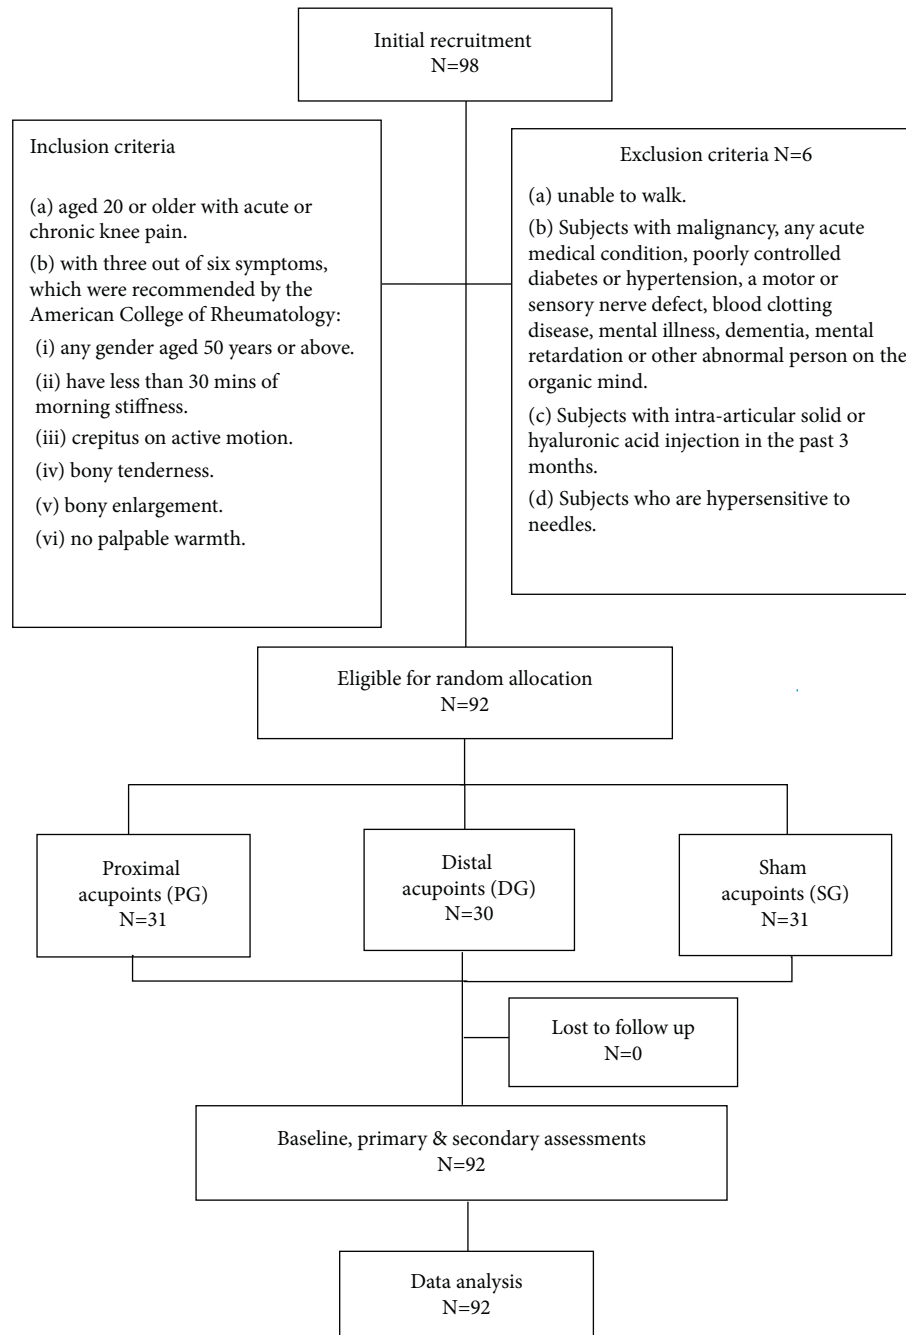 Initial recruitment
N=98
Inclusion criteria
(a) aged 20 or older with acute or
chronic knee pain.
(b) with three out of six symptoms,
which were recommended by the
American College of Rheumatology:
(i) any gender aged 50 years or above.
(ii) have less than 30 mins of
morning stiffness.
(iii) crepitus on active motion.
(iv) bony tenderness.
(v) bony enlargement.
(vi) no palpable warmth.
Exclusion criteria N=6
(a) unable to walk.
(b) Subjects with malignancy, any acute
medical condition, poorly controlled
diabetes or hypertension, a motor or
sensory nerve defect, blood clotting
disease, mental illness, dementia, mental
retardation or other abnormal person on the
organic mind.
(c) Subjects with intra-articular solid or
hyaluronic acid injection in the past 3
months.
(d) Subjects who are hypersensitive to
needles.
Eligible for random allocation
N=92
Proximal
acupoints (PG)
N=31
Distal
acupoints (DG)
N=30
Sham
acupoints (SG)
N=31
Lost to follow up
N=0
Baseline, primary & secondary assessments
N=92
Data analysis
N=92